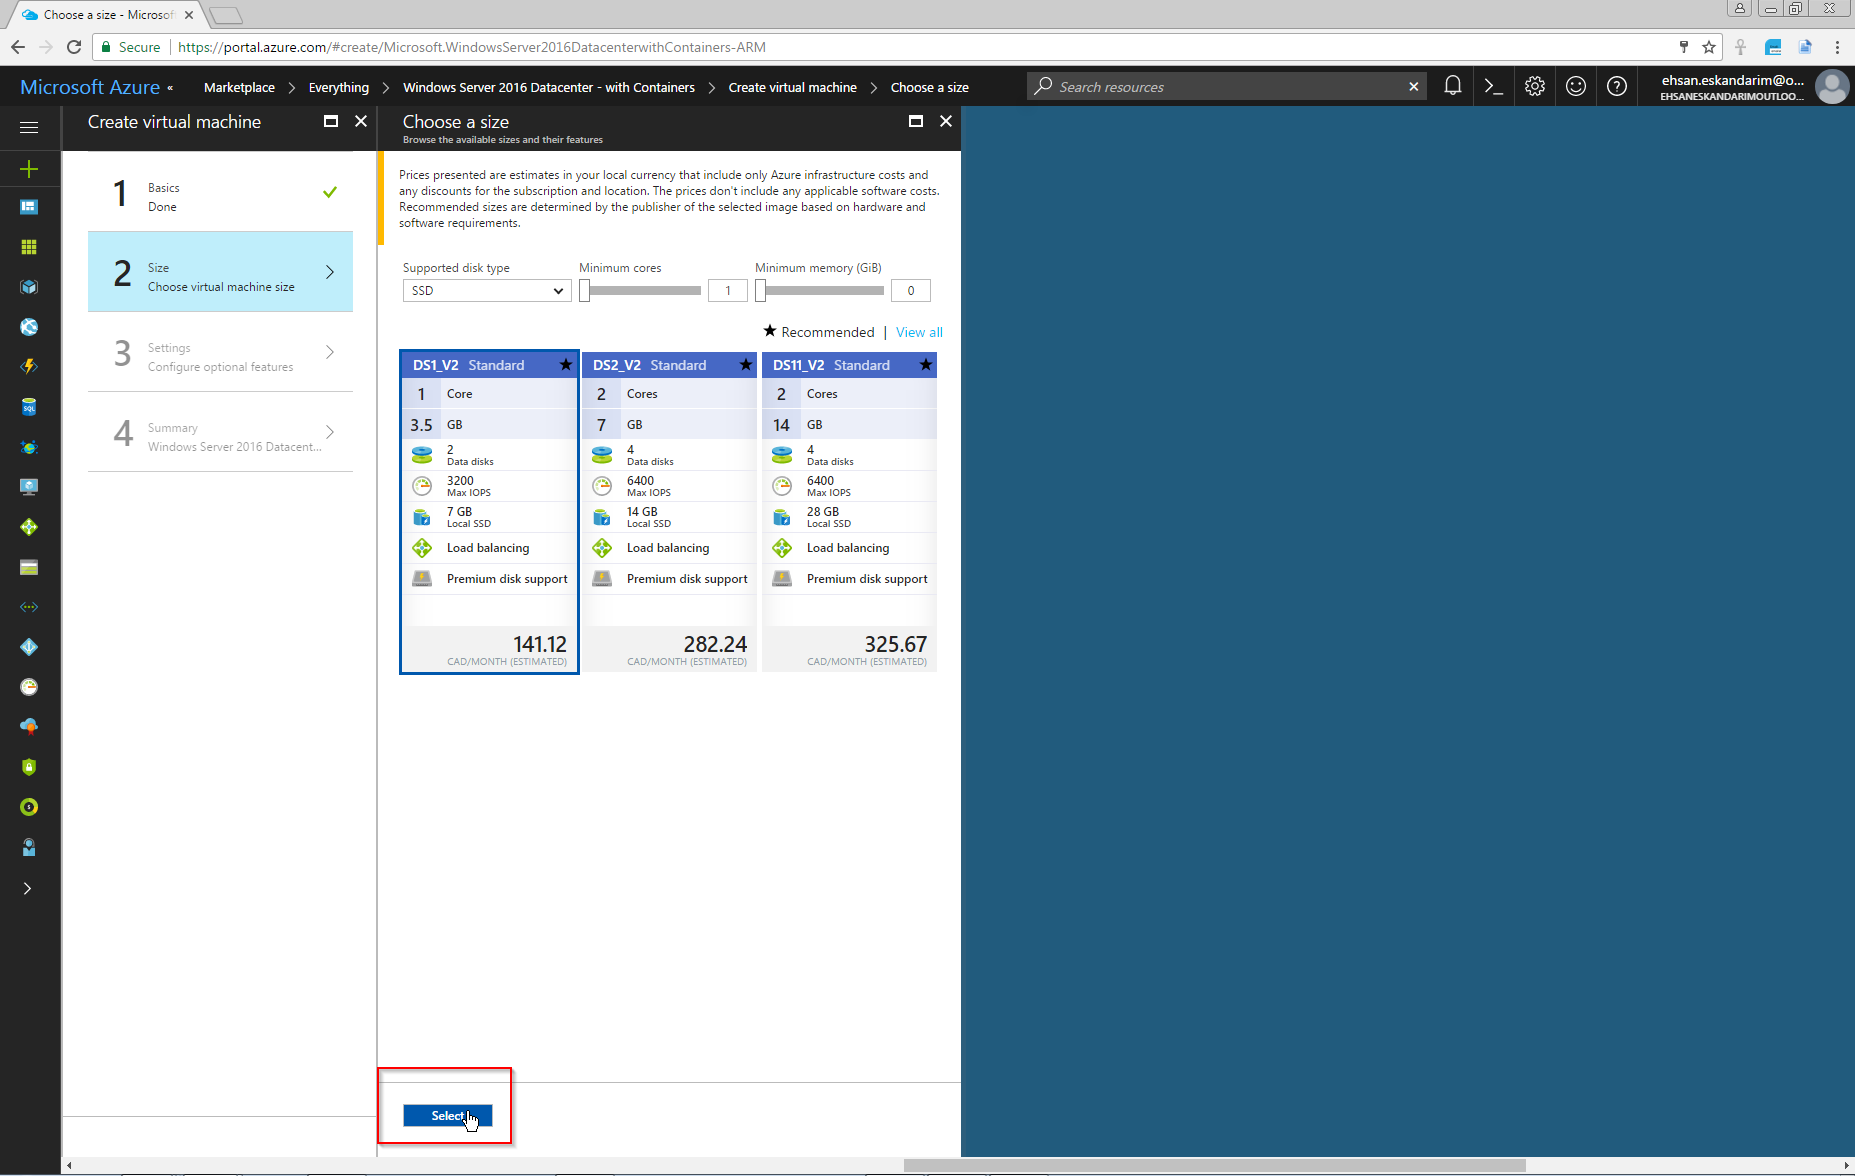 Choose a size - Microsof
Secure
https://portal.azure.com/#create/Microsoft.WindowsServer2016DatacenterwithContainers-ARM
Microsoft Azure «
Marketplace
Everything
Windows Server 2016 Datacenter - with Containers
Create virtual machine
Choose a size
Search resources
ehsan.eskandarim@o...
EHSANESKANDARIMOUTLOO...
Create virtual machine
1
Basics
Done
2
Size
Choose virtual machine size
3
Settings
Configure optional features
4
Summary
Windows Server 2016 Datacent...
Choose a size
Browse the available sizes and their features
Prices presented are estimates in your local currency that include only Azure infrastructure costs and
any discounts for the subscription and location. The prices don't include any applicable software costs.
Recommended sizes are determined by the publisher of the selected image based on hardware and
software requirements.
Supported disk type
SSD
Minimum cores
1
Minimum memory (GiB)
0
★ Recommended | View all
DS1_V2 Standard ★
1 Core
3.5 GB
2
Data disks
3200
Max IOPS
7 GB
Local SSD
Load balancing
Premium disk support
141.12
CAD/MONTH (ESTIMATED)
DS2_V2 Standard ★
2 Cores
7 GB
4
Data disks
6400
Max IOPS
14 GB
Local SSD
Load balancing
Premium disk support
282.24
CAD/MONTH (ESTIMATED)
DS11_V2 Standard ★
2 Cores
14 GB
4
Data disks
6400
Max IOPS
28 GB
Local SSD
Load balancing
Premium disk support
325.67
CAD/MONTH (ESTIMATED)
Select